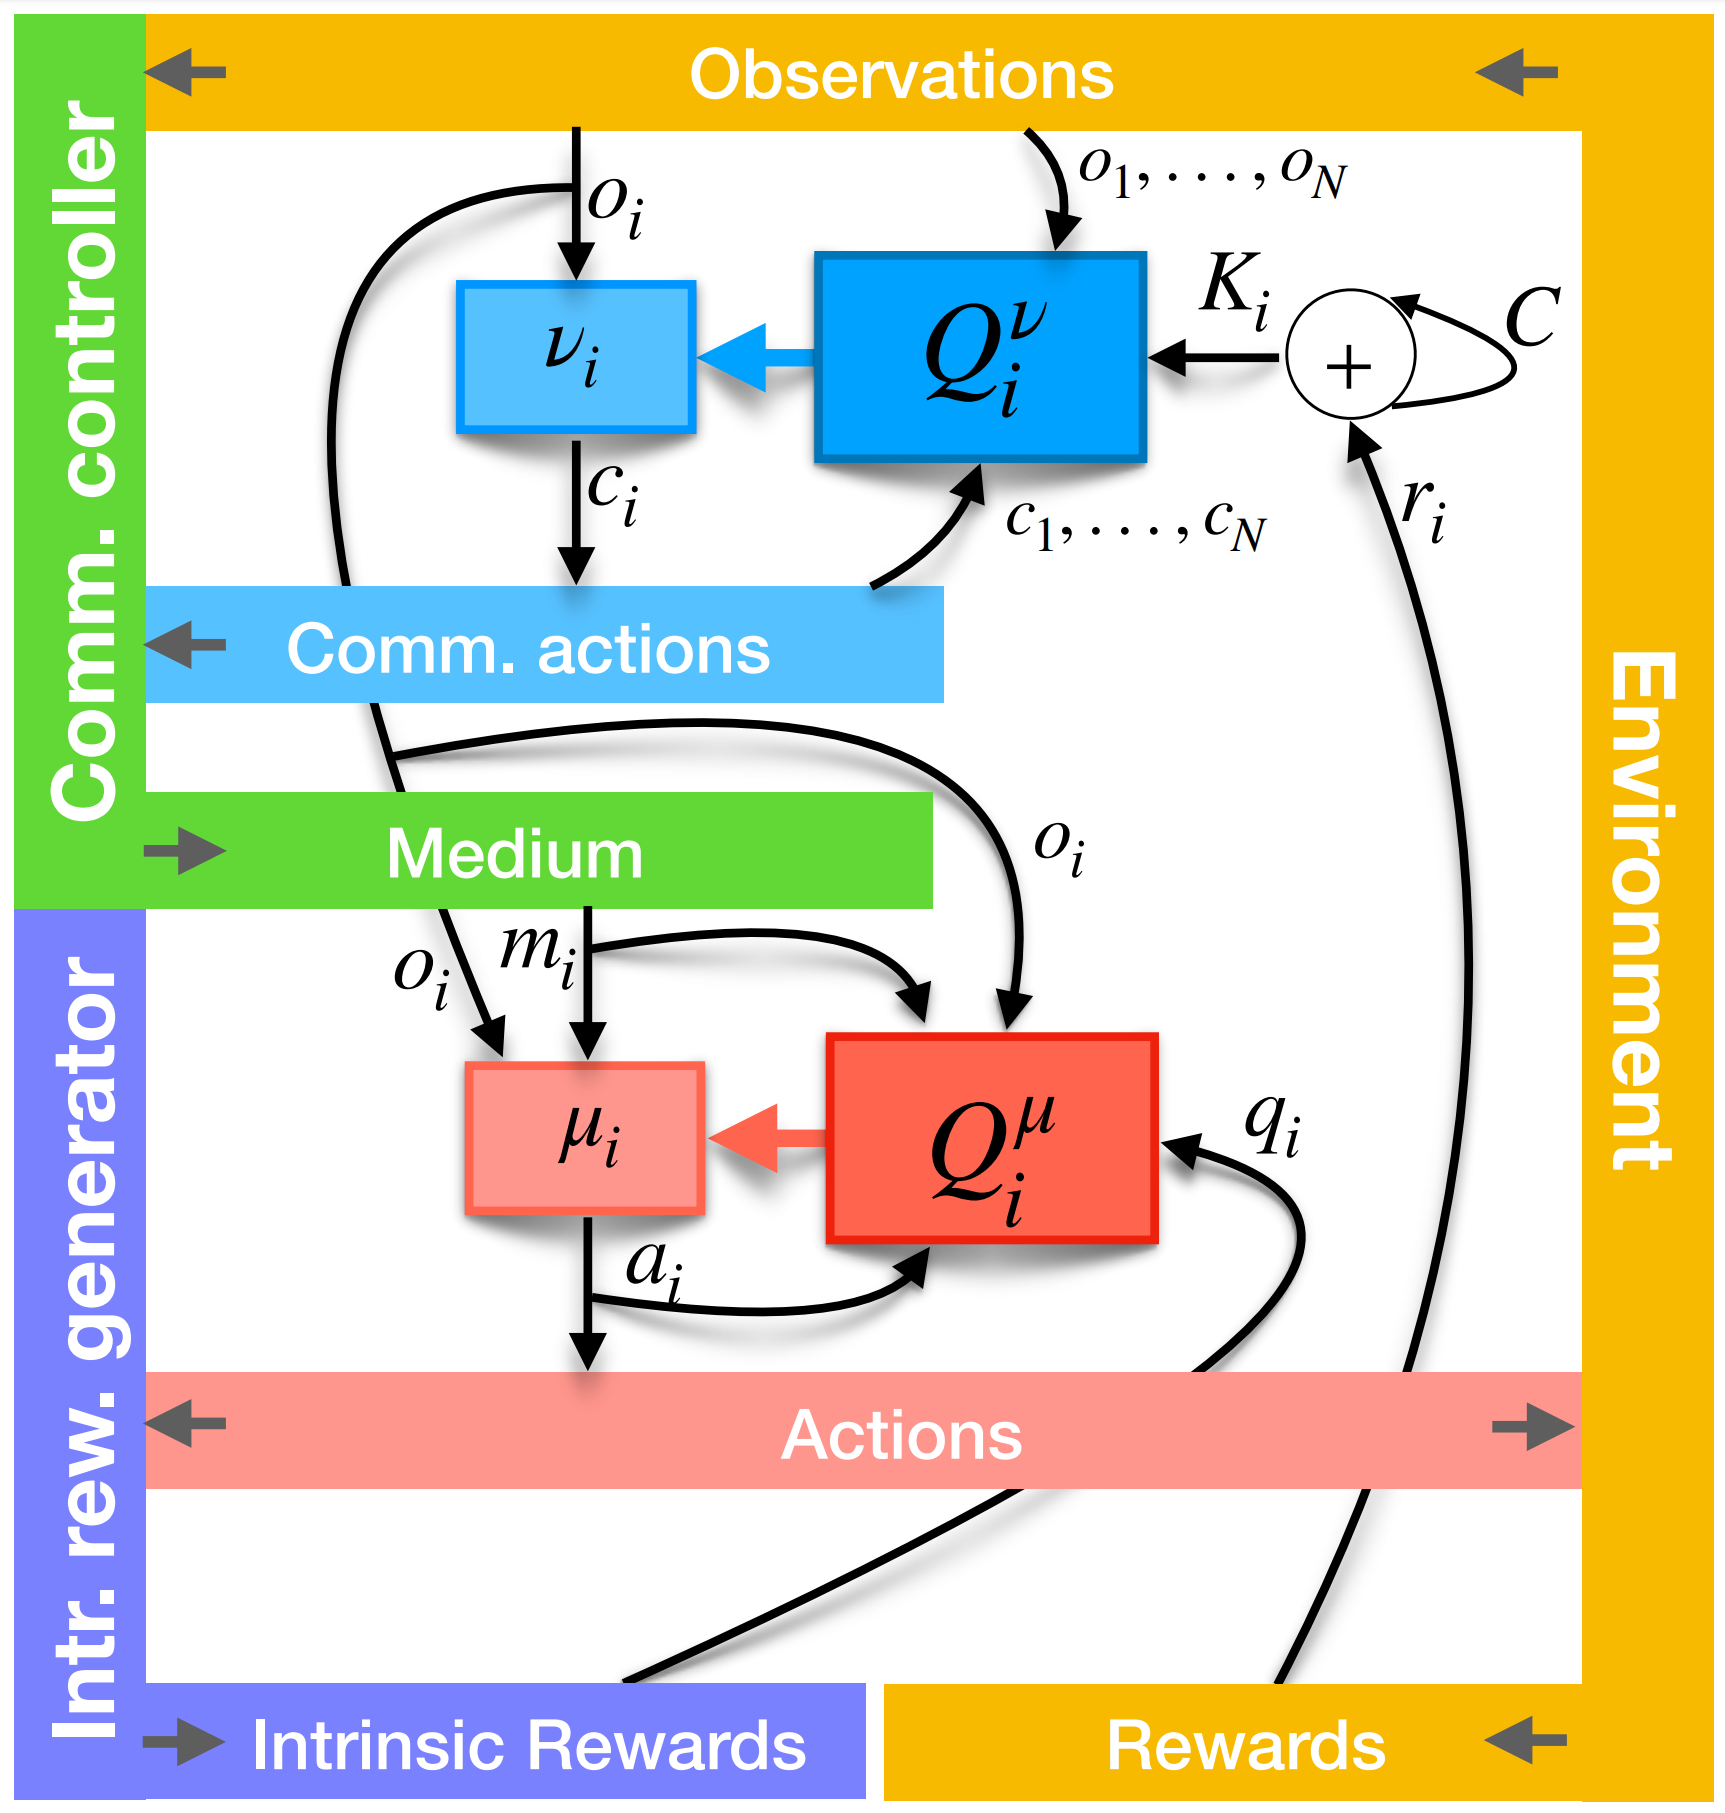 Observations
Comm. controller
Environment
o_i
o_1, . . . , o_N
ν_i
Q_i^ν
K_i
+
C
c_i
c_1, . . . , c_N
r_i
Comm. actions
Medium
o_i
Intr. rew. generator
o_i
m_i
μ_i
Q_i^μ
q_i
a_i
Actions
Intrinsic Rewards
Rewards